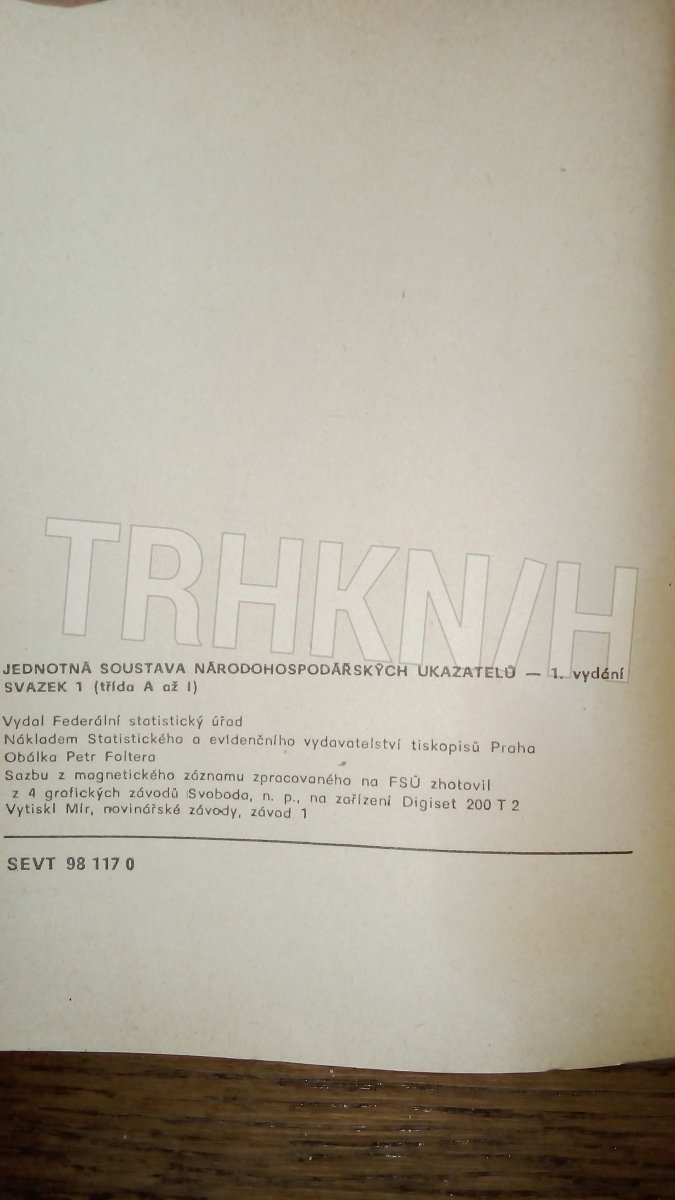 TRHKN/H
JEDNOTNÁ SOUSTAVA NÁRODOHOSPODÁŘSKÝCH UKAZATELŮ — 1. vydání
SVAZEK 1 (třída A až I)
Vydal Federální statistický úřad
Nákladem Statistického a evidenčního vydavatelství tiskopisů Praha
Obálka Petr Foltera
Sazbu z magnetického záznamu zpracovaného na FSÚ zhotovil
z 4 grafických závodů Svoboda, n. p., na zařízení Digiset 200 T 2
Vytiskl Mír, novinářské závody, závod 1
SEVT 98 117 0